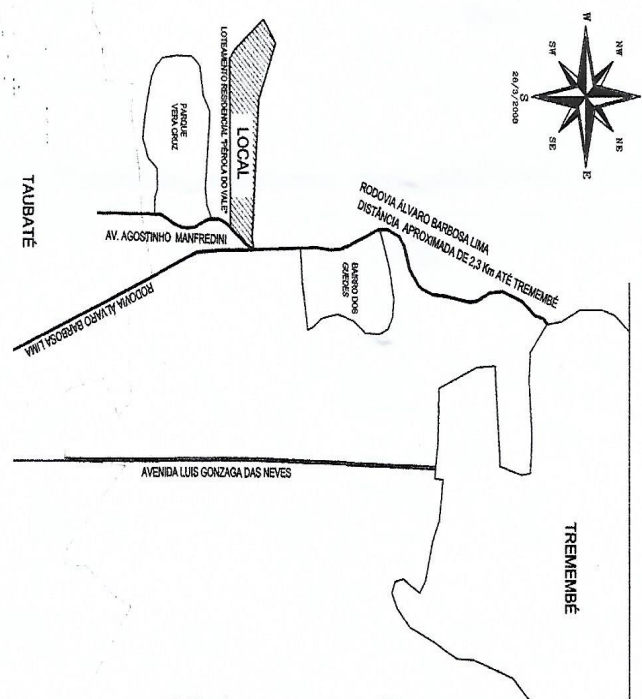 W
NW
SW
S
NE
SE
E
26/3/2008
LOTEAMENTO RESIDENCIAL "PÉROLA DO VALE"
LOCAL
PARQUE
VERA CRUZ
TAUBATÉ
AV. AGOSTINHO MANFREDINI
RODOVIA ÁLVARO BARBOSA LIMA
DISTÂNCIA APROXIMADA DE 2,3 Km ATÉ TREMEMBÉ
BAIRRO DOS
GUEDES
RODOVIA ÁLVARO BARBOSA LIMA
AVENIDA LUIS GONZAGA DAS NEVES
TREMEMBÉ